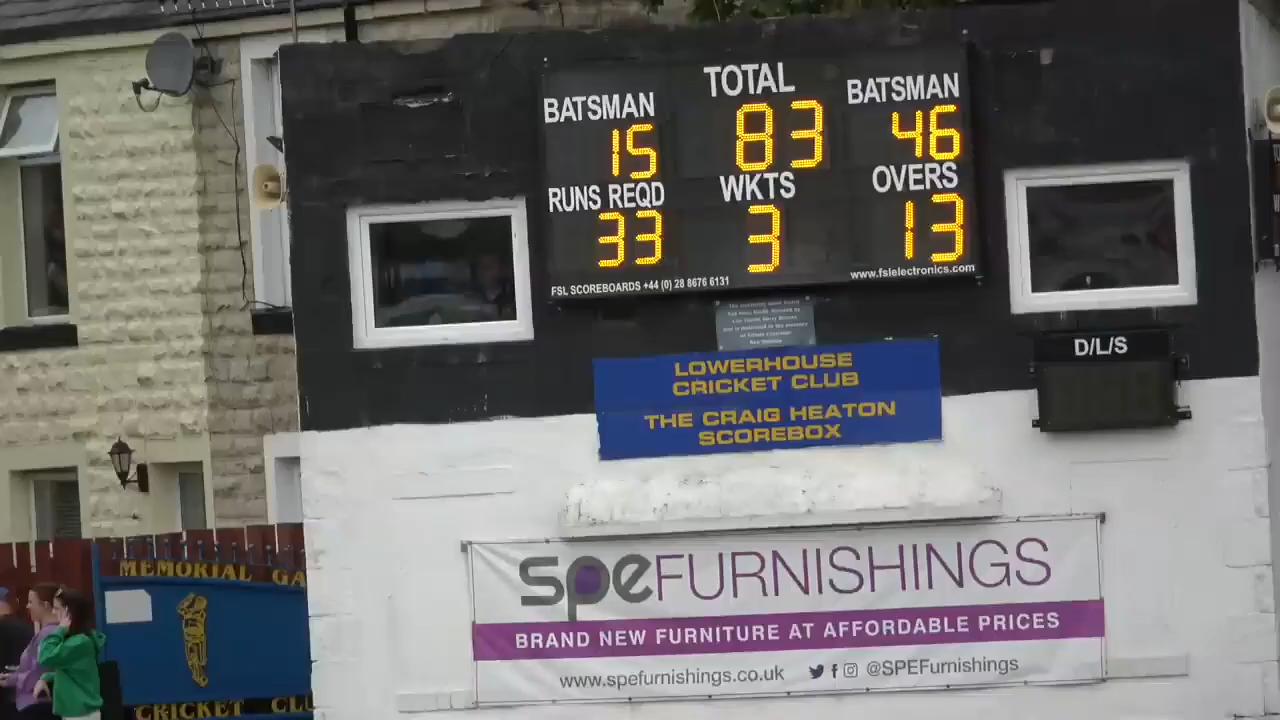 TOTAL
BATSMAN
BATSMAN
15
83
46
RUNS REQD
WKTS
OVERS
33
3
13
FSL SCOREBOARDS +44 (0) 28 8676 6131
www.fslelectronics.com
D/L/S
LOWERHOUSE
CRICKET CLUB
THE CRAIG HEATON
SCOREBOX
speFURNISHINGS
BRAND NEW FURNITURE AT AFFORDABLE PRICES
www.spefurnishings.co.uk
@SPEFurnishings
MEMORIAL GA
CRICKET CLU